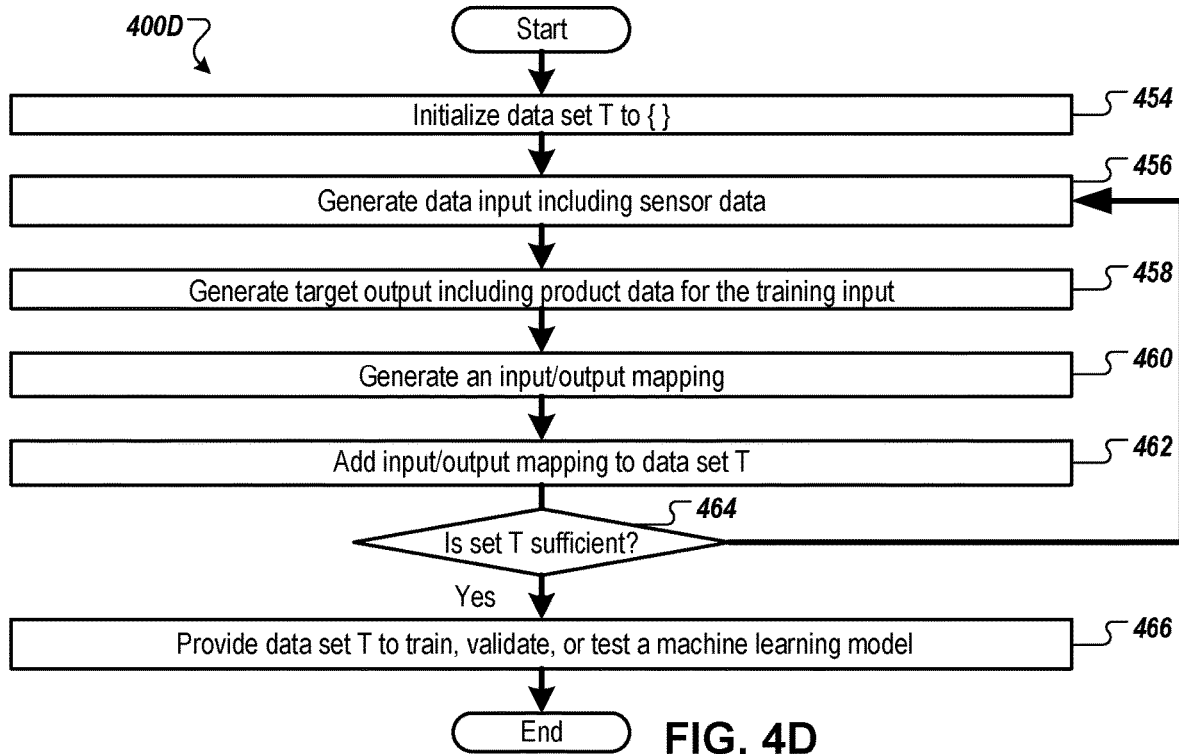 400D
Start
Initialize data set T to { }
454
456
Generate data input including sensor data
458
Generate target output including product data for the training input
460
Generate an input/output mapping
462
Add input/output mapping to data set T
464
Is set T sufficient?
Yes
466
Provide data set T to train, validate, or test a machine learning model
End
FIG. 4D